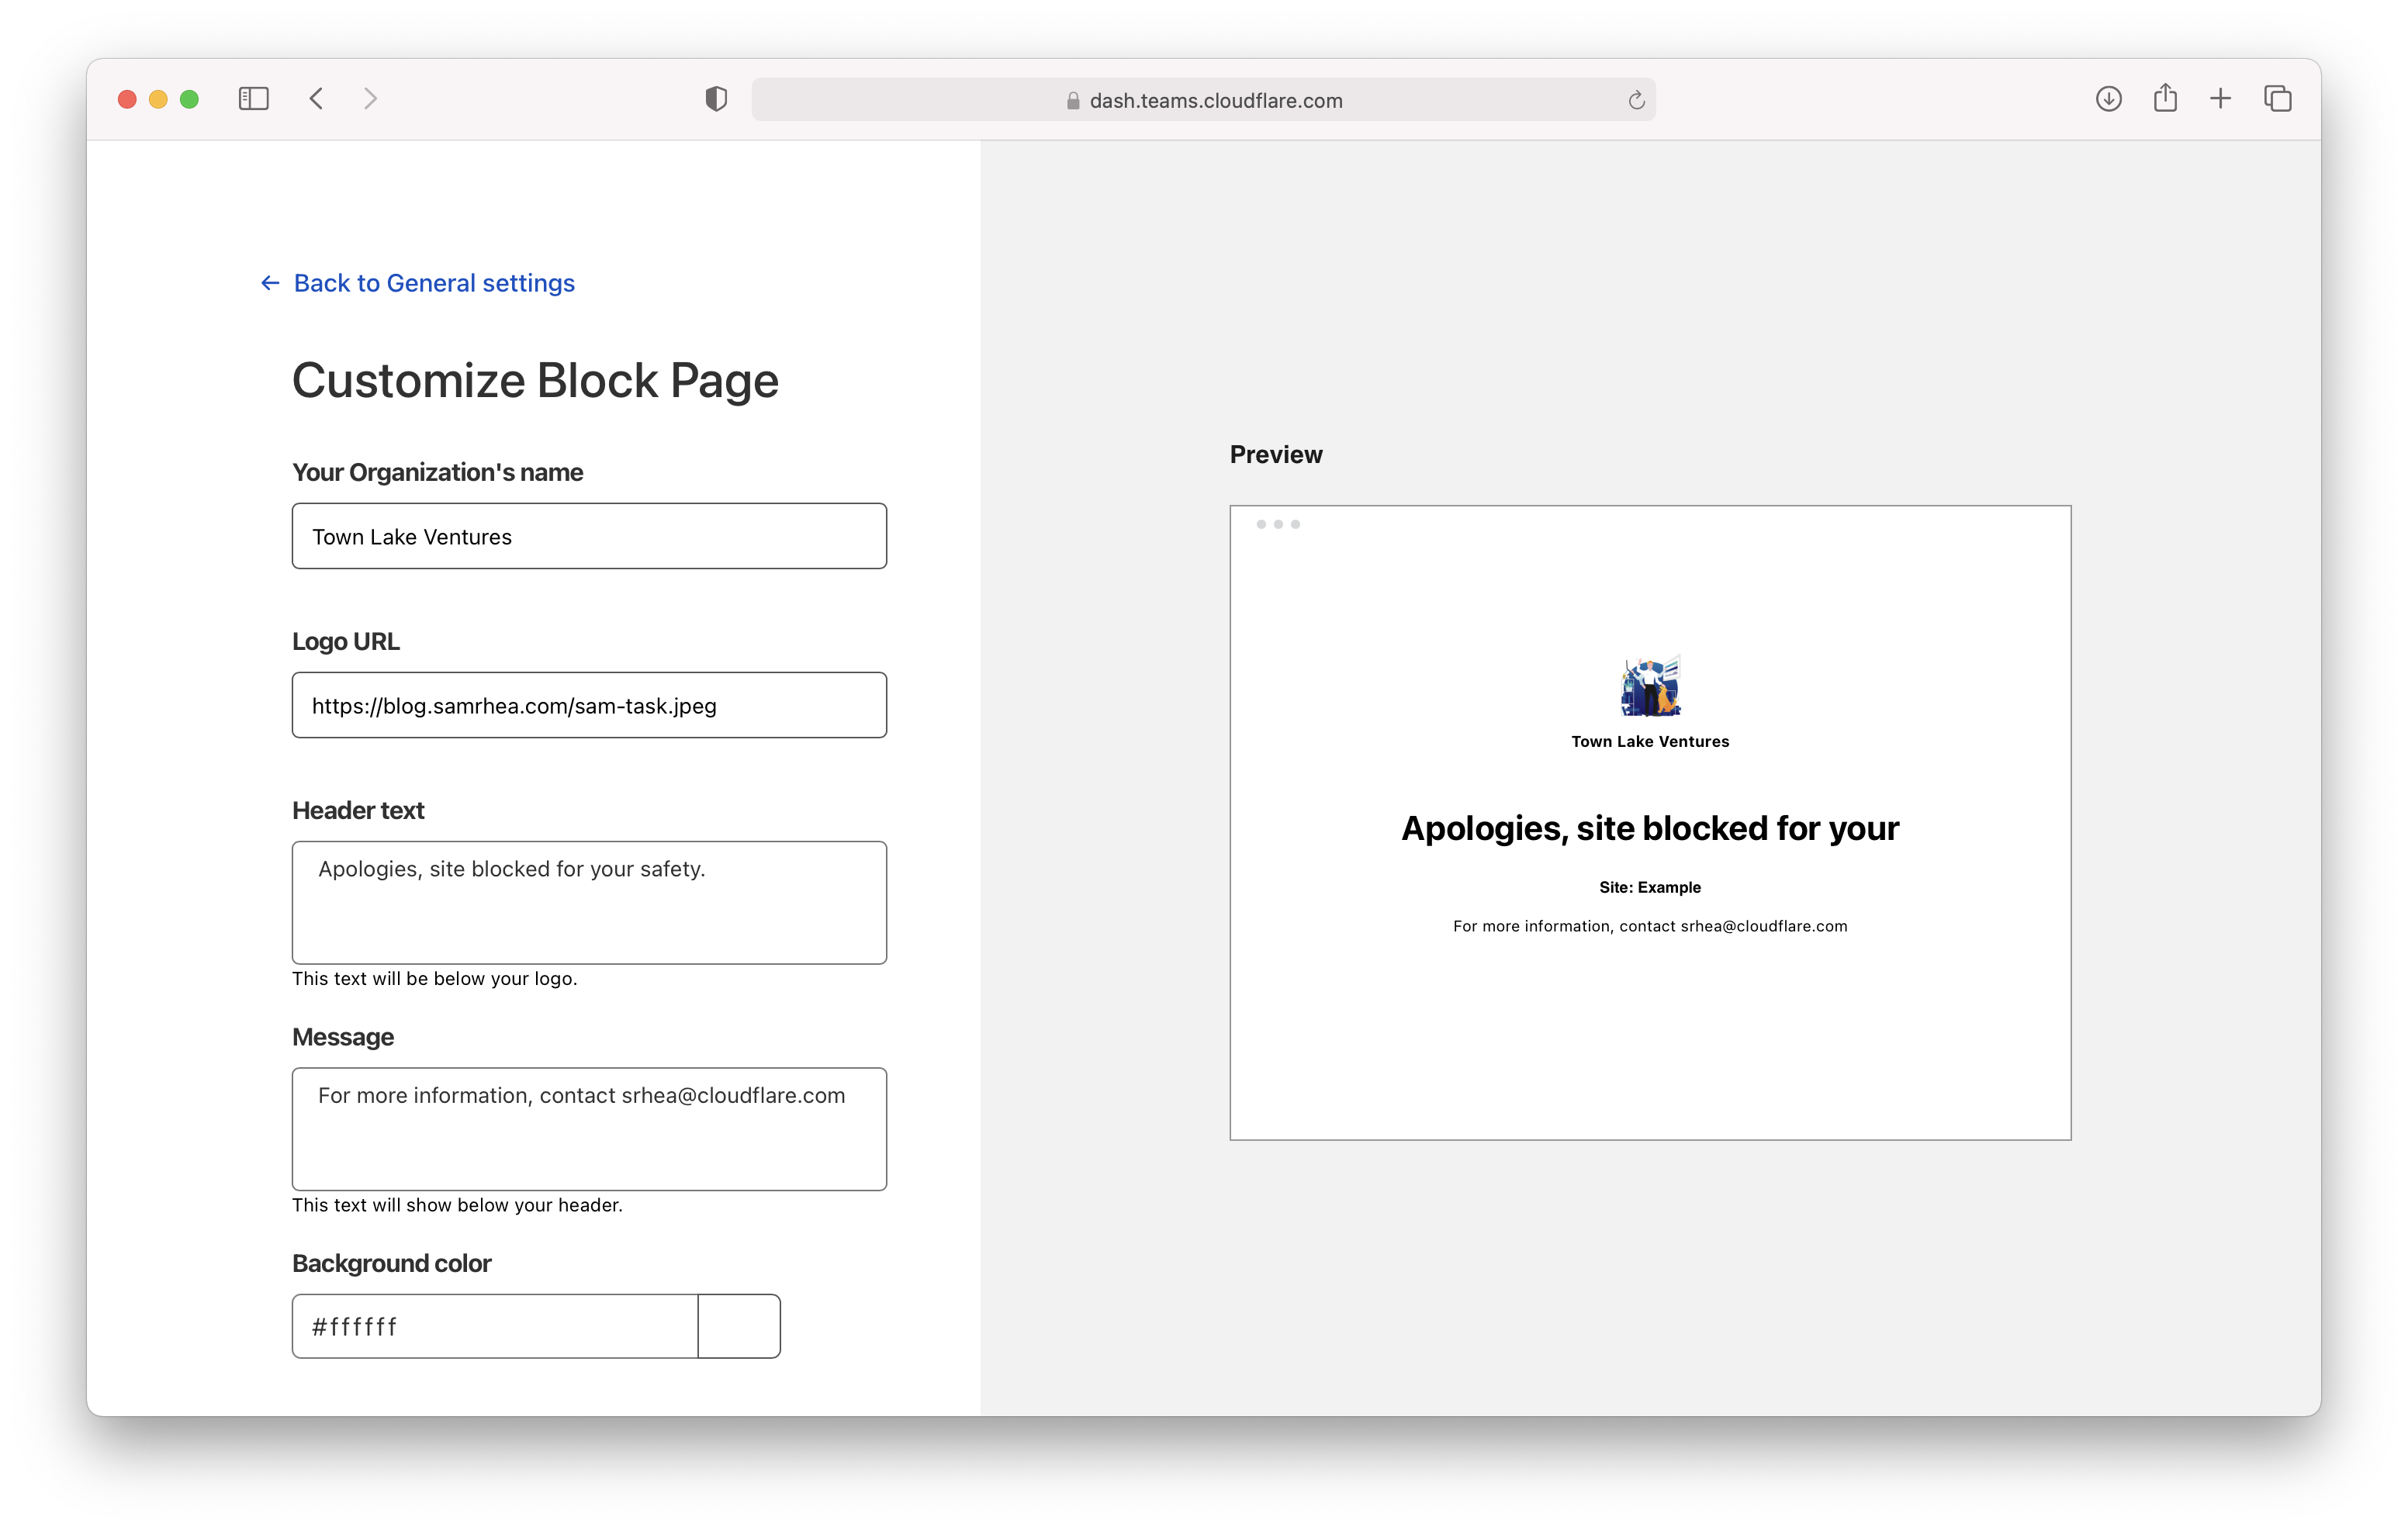 dash.teams.cloudflare.com
← Back to General settings
Customize Block Page
Your Organization's name
Town Lake Ventures
Logo URL
https://blog.samrhea.com/sam-task.jpeg
Header text
Apologies, site blocked for your safety.
This text will be below your logo.
Message
For more information, contact srhea@cloudflare.com
This text will show below your header.
Background color
#ffffff
Preview
Town Lake Ventures
Apologies, site blocked for your
Site: Example
For more information, contact srhea@cloudflare.com